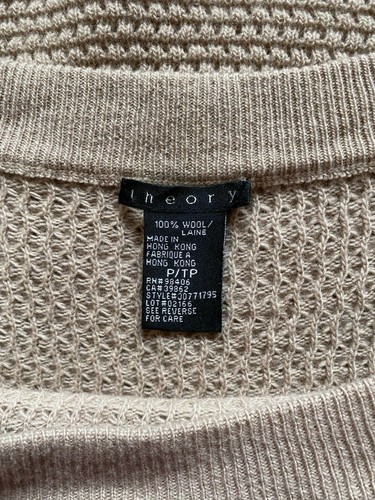 theory
100% WOOL/
LAINE
MADE IN
HONG KONG
FABRIQUE A
HONG KONG
P/TP
RN#98406
CA#39862
STYLE#J0771795
LOT#02166
SEE REVERSE
FOR CARE